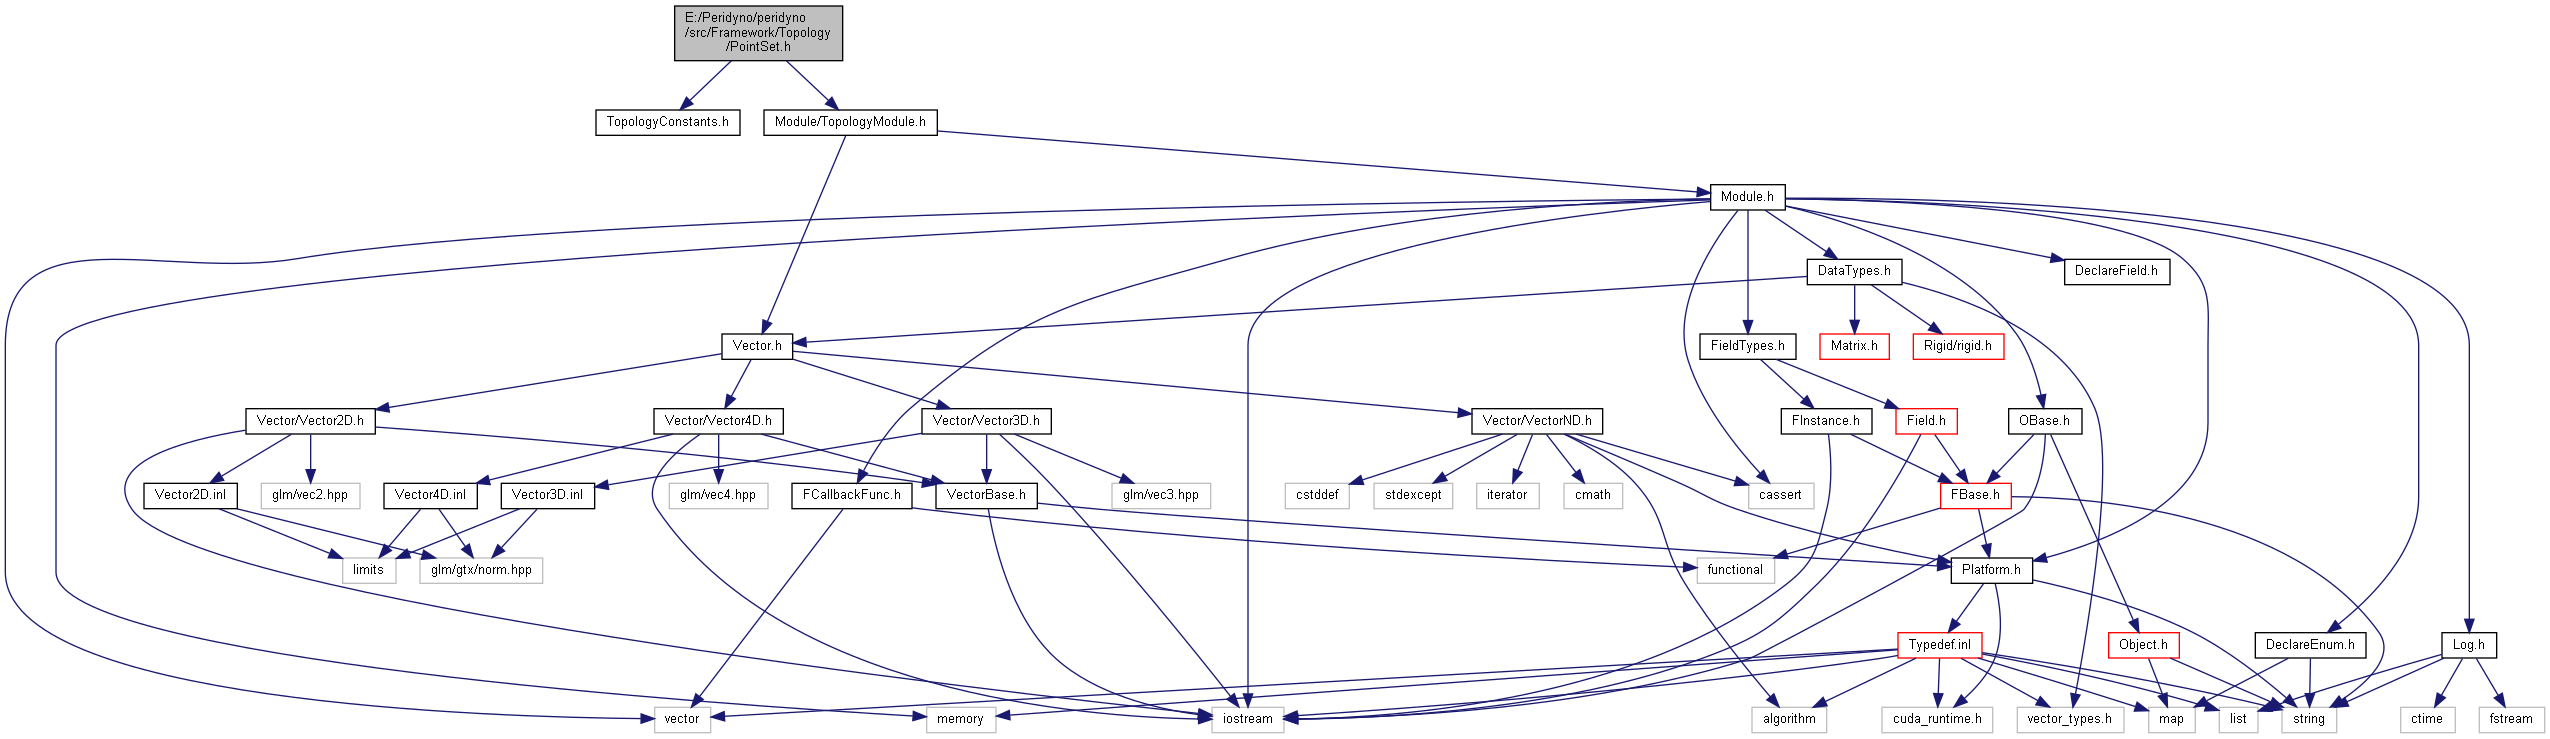 E:/Peridyno/peridyno
/src/Framework/Topology
/PointSet.h
TopologyConstants.h
Module/TopologyModule.h
Module.h
DataTypes.h
DeclareField.h
Vector.h
FieldTypes.h
Matrix.h
Rigid/rigid.h
Vector/Vector2D.h
Vector/Vector4D.h
Vector/Vector3D.h
Vector/VectorND.h
FInstance.h
Field.h
OBase.h
Vector2D.inl
glm/vec2.hpp
Vector4D.inl
Vector3D.inl
glm/vec4.hpp
FCallbackFunc.h
VectorBase.h
glm/vec3.hpp
cstddef
stdexcept
iterator
cmath
cassert
FBase.h
limits
glm/gtx/norm.hpp
functional
Platform.h
Typedef.inl
Object.h
DeclareEnum.h
Log.h
vector
memory
iostream
algorithm
cuda_runtime.h
vector_types.h
map
list
string
ctime
fstream